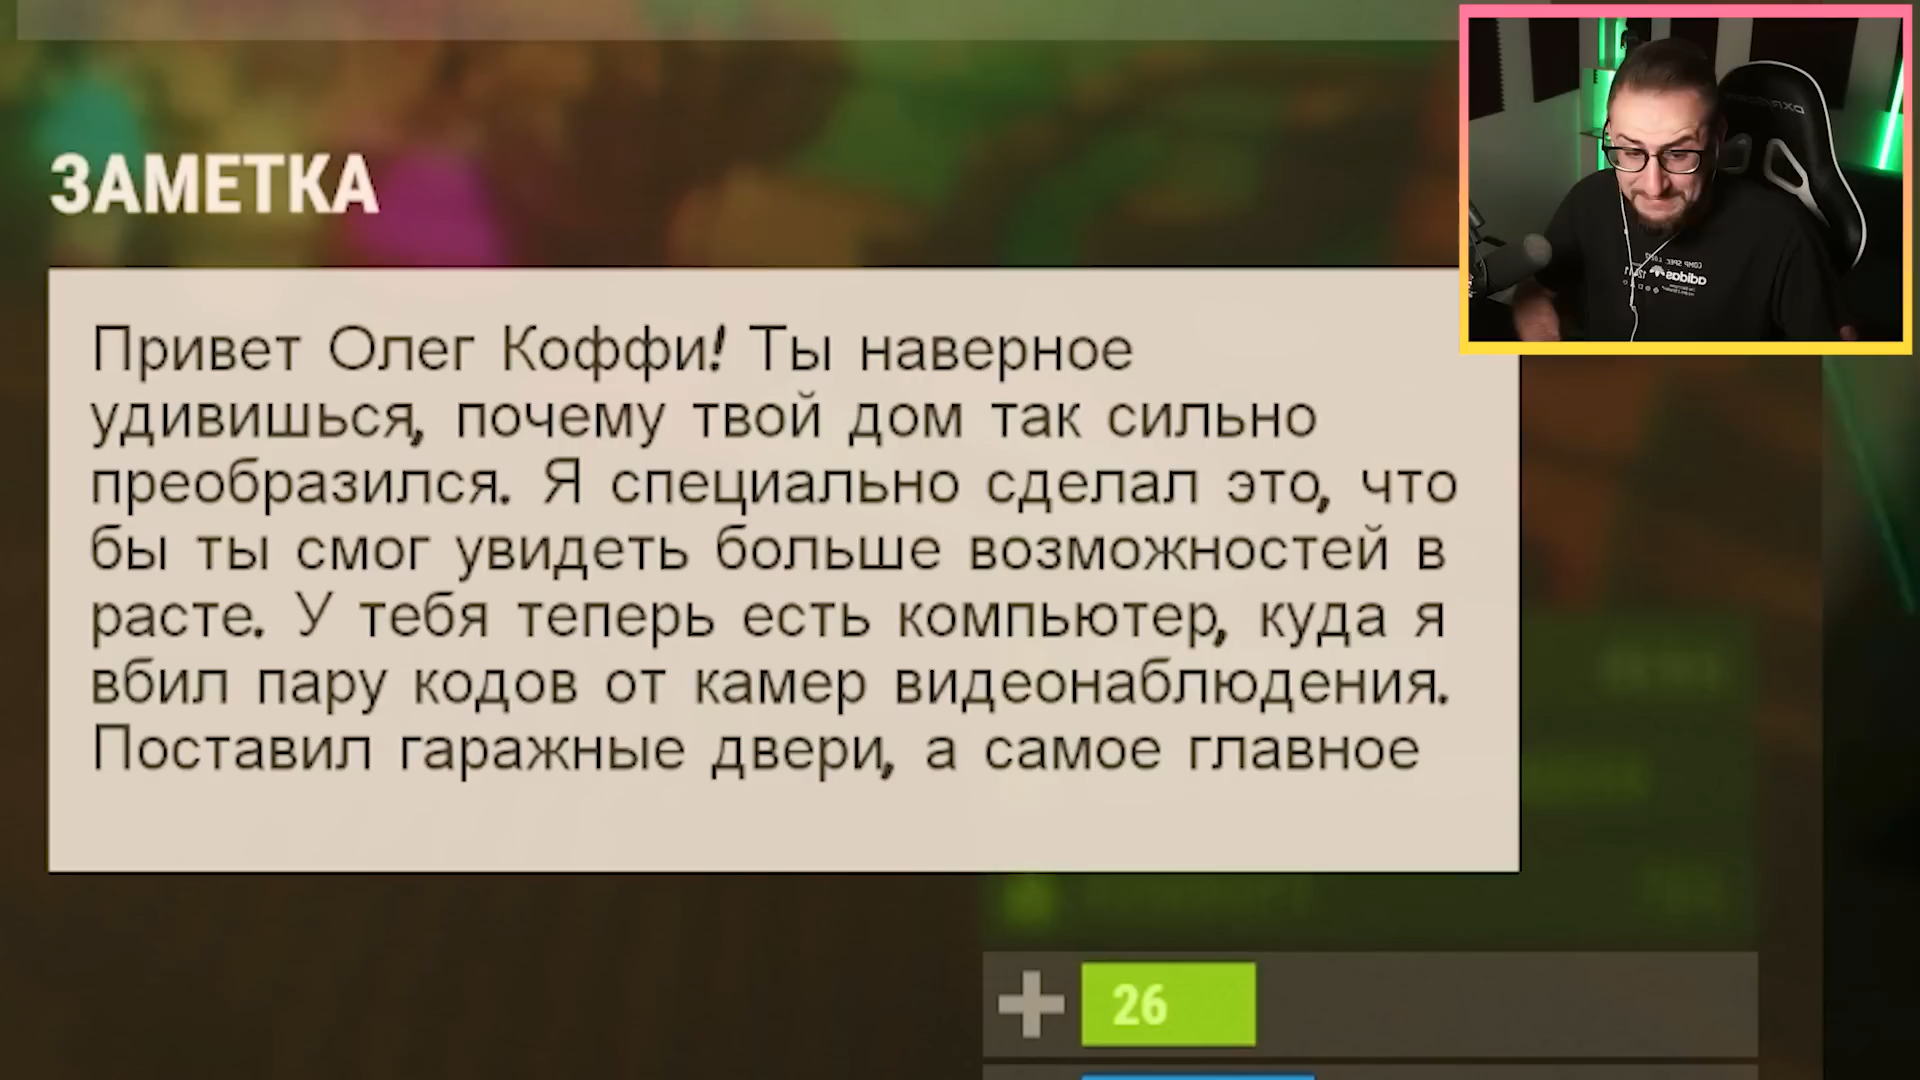 ЗАМЕТКА
Привет Олег Коффи! Ты наверное
удивишься, почему твой дом так сильно
преобразился. Я специально сделал это, что
бы ты смог увидеть больше возможностей в
расте. У тебя теперь есть компьютер, куда я
вбил пару кодов от камер видеонаблюдения.
Поставил гаражные двери, а самое главное
26
adidas